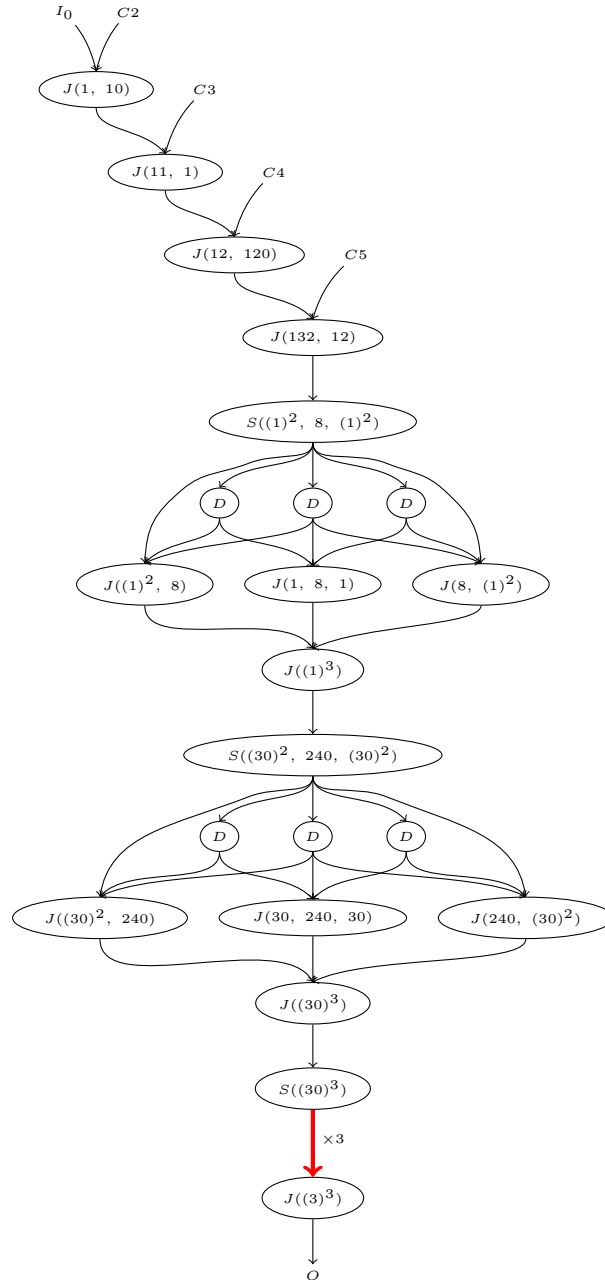 I₀ C2
J(1, 10)
C3
J(11, 1)
C4
J(12, 120)
C5
J(132, 12)
S((1)², 8, (1)²)
D D D
J((1)², 8) J(1, 8, 1) J(8, (1)²)
J((1)³)
S((30)², 240, (30)²)
D D D
J((30)², 240) J(30, 240, 30) J(240, (30)²)
J((30)³)
S((30)³)
×3
J((3)³)
O